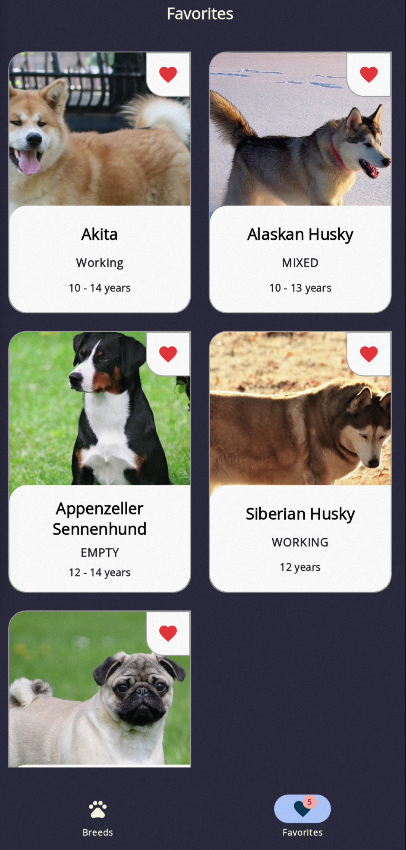 Favorites
Akita
Working
10 - 14 years
Alaskan Husky
MIXED
10 - 13 years
Appenzeller
Sennenhund
EMPTY
12 - 14 years
Siberian Husky
WORKING
12 years
5
Breeds
Favorites